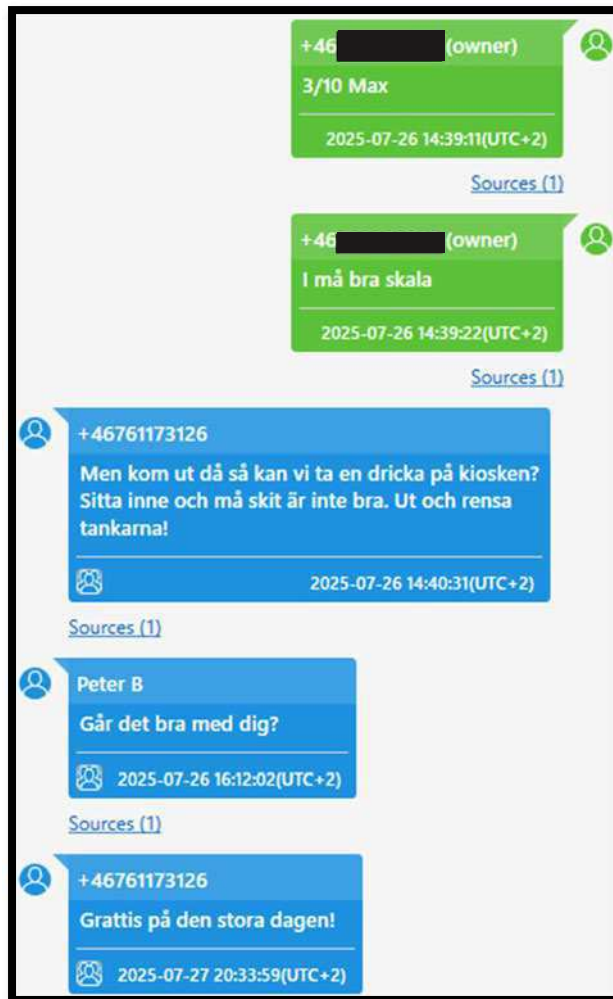 +46 (owner)
3/10 Max
2025-07-26 14:39:11(UTC+2)
Sources (1)
+46 (owner)
I må bra skala
2025-07-26 14:39:22(UTC+2)
Sources (1)
+46761173126
Men kom ut då så kan vi ta en dricka på kiosken?
Sitta inne och må skit är inte bra. Ut och rensa
tankarna!
2025-07-26 14:40:31(UTC+2)
Sources (1)
Peter B
Går det bra med dig?
2025-07-26 16:12:02(UTC+2)
Sources (1)
+46761173126
Grattis på den stora dagen!
2025-07-27 20:33:59(UTC+2)